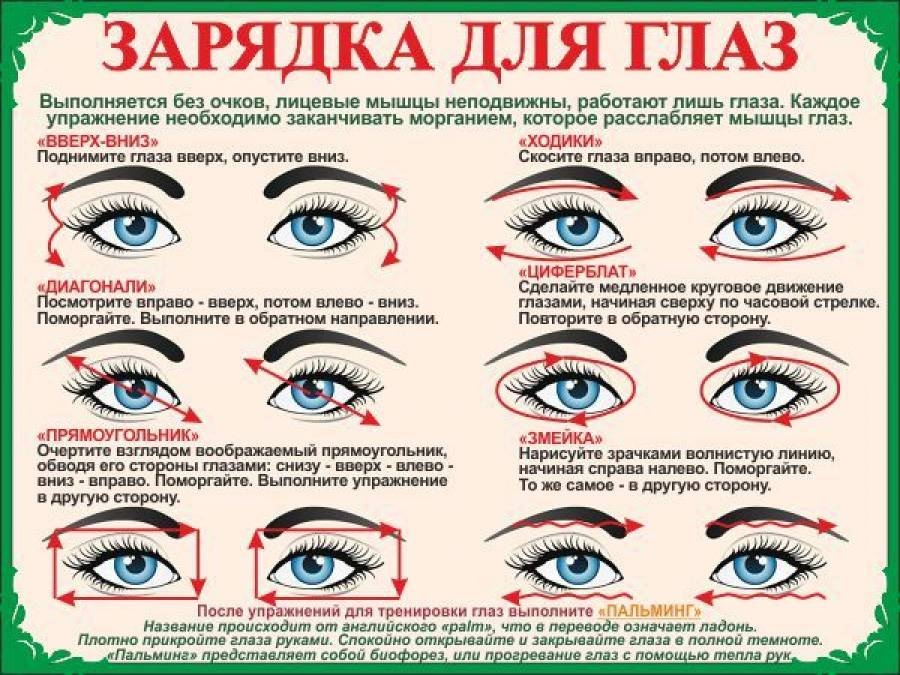 ЗАРЯДКА ДЛЯ ГЛАЗ
Выполняется без очков, лицевые мышцы неподвижны, работают лишь глаза. Каждое
упражнение необходимо заканчивать морганием, которое расслабляет мышцы глаз.
«ВВЕРХ-ВНИЗ»
Поднимите глаза вверх, опустите вниз.
«ХОДИКИ»
Скосите глаза вправо, потом влево.
«ДИАГОНАЛИ»
Посмотрите вправо - вверх, потом влево - вниз.
Поморгайте. Выполните в обратном направлении.
«ЦИФЕРБЛАТ»
Сделайте медленное круговое движение
глазами, начиная сверху по часовой стрелке.
Повторите в обратную сторону.
«ПРЯМОУГОЛЬНИК»
Очертите взглядом воображаемый прямоугольник,
обводя его стороны глазами: снизу - вверх - влево -
вниз - вправо. Поморгайте. Выполните упражнение
в другую сторону.
«ЗМЕЙКА»
Нарисуйте зрачками волнистую линию,
начиная справа налево. Поморгайте.
То же самое - в другую сторону.
После упражнений для тренировки глаз выполните «ПАЛЬМИНГ»
Название происходит от английского «palm», что в переводе означает ладонь.
Плотно прикройте глаза руками. Спокойно открывайте и закрывайте глаза в полной темноте.
«Пальминг» представляет собой биофорез, или прогревание глаз с помощью тепла рук.